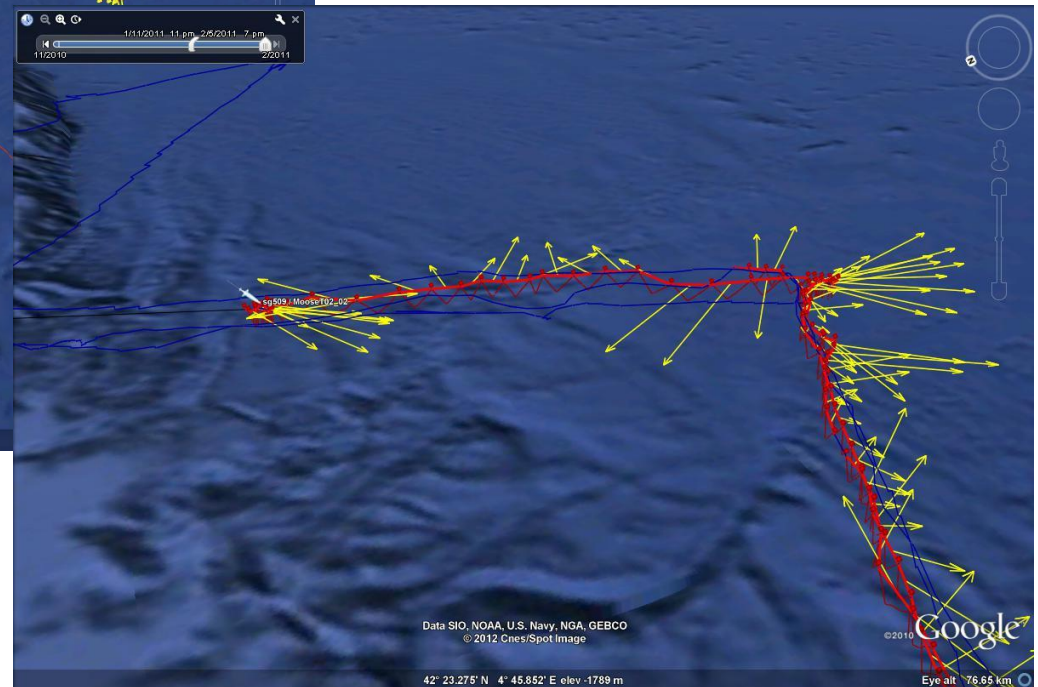 1/11/2011 11 pm 2/5/2011 7 pm
11/2010 2/2011
N
sg509 / MooseT02_02
Data SIO, NOAA, U.S. Navy, NGA, GEBCO
© 2012 Cnes/Spot Image
©2010 Google
42° 23.275' N 4° 45.852' E elev -1789 m
Eye alt 76.65 km